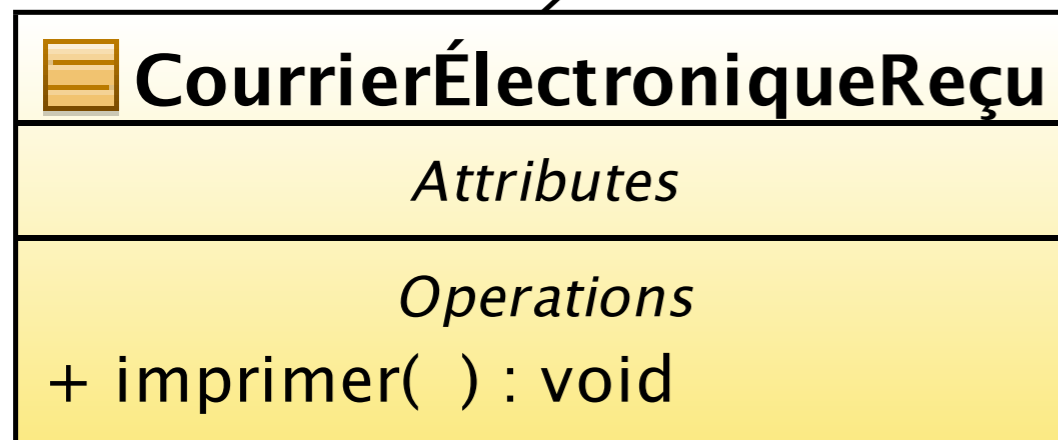 CourrierÉlectroniqueReçu
Attributes
Operations
+ imprimer( ) : void